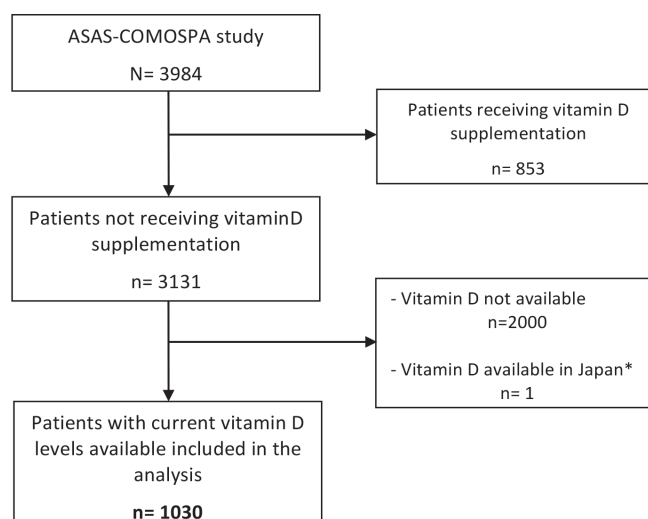 ASAS-COMOSPA study
N= 3984
Patients receiving vitamin D
supplementation
n= 853
Patients not receiving vitaminD
supplementation
n= 3131
- Vitamin D not available
n=2000
- Vitamin D available in Japan*
n= 1
Patients with current vitamin D
levels available included in the
analysis
n= 1030